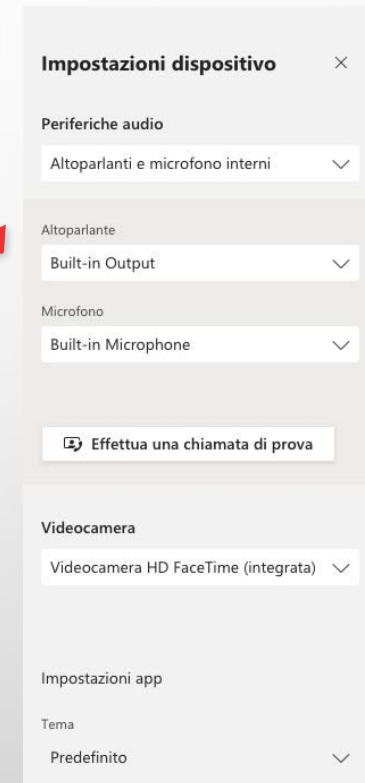 Impostazioni dispositivo
Periferiche audio
Altoparlanti e microfono interni
Altoparlante
Built-in Output
Microfono
Built-in Microphone
Effettua una chiamata di prova
Videocamera
Videocamera HD FaceTime (integrata)
Impostazioni app
Tema
Predefinito